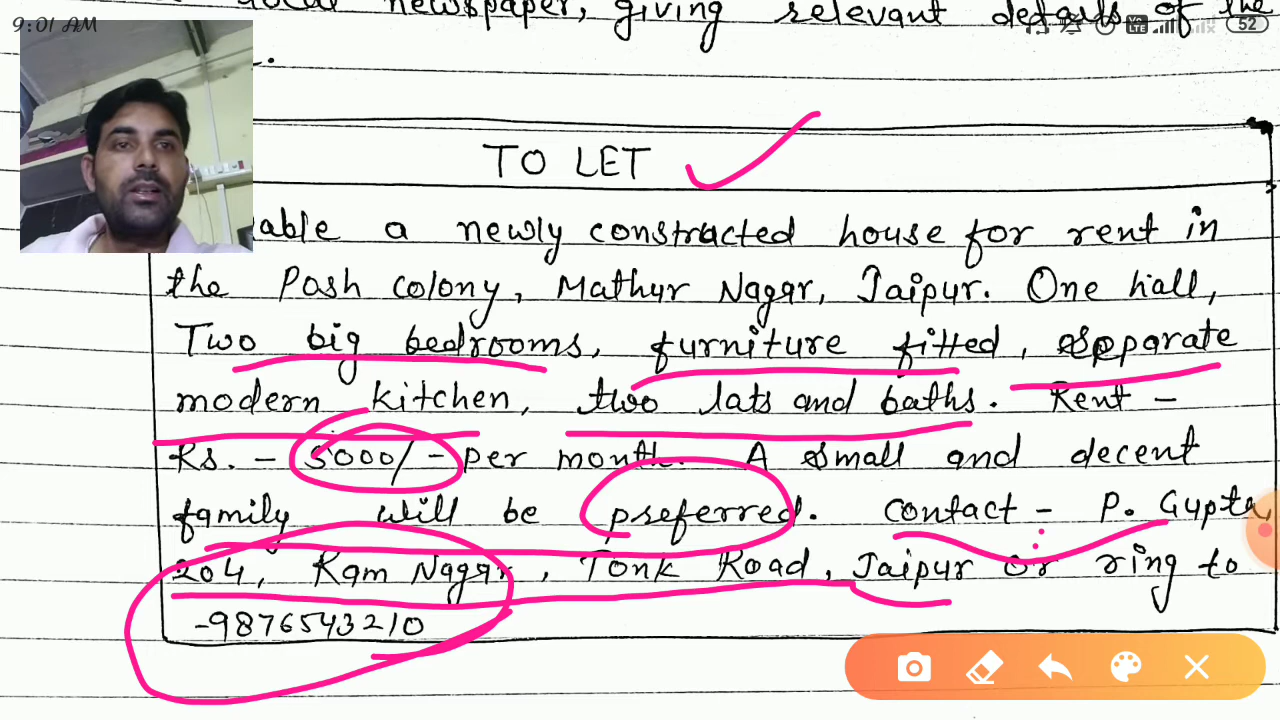 9:01 AM
newspaper, giving relevant details of the
52
TO LET
able a newly constructed house for rent in
the Posh colony, Mathur Nagar, Jaipur. One hall,
Two big bedrooms, furniture fitted, separate
modern kitchen, two lats and baths. Rent -
Rs. - 5000/- per month. A small and decent
family will be preferred. contact - P. Gupta,
204, Ram Nagar, Tonk Road, Jaipur or ring to
-9876543210